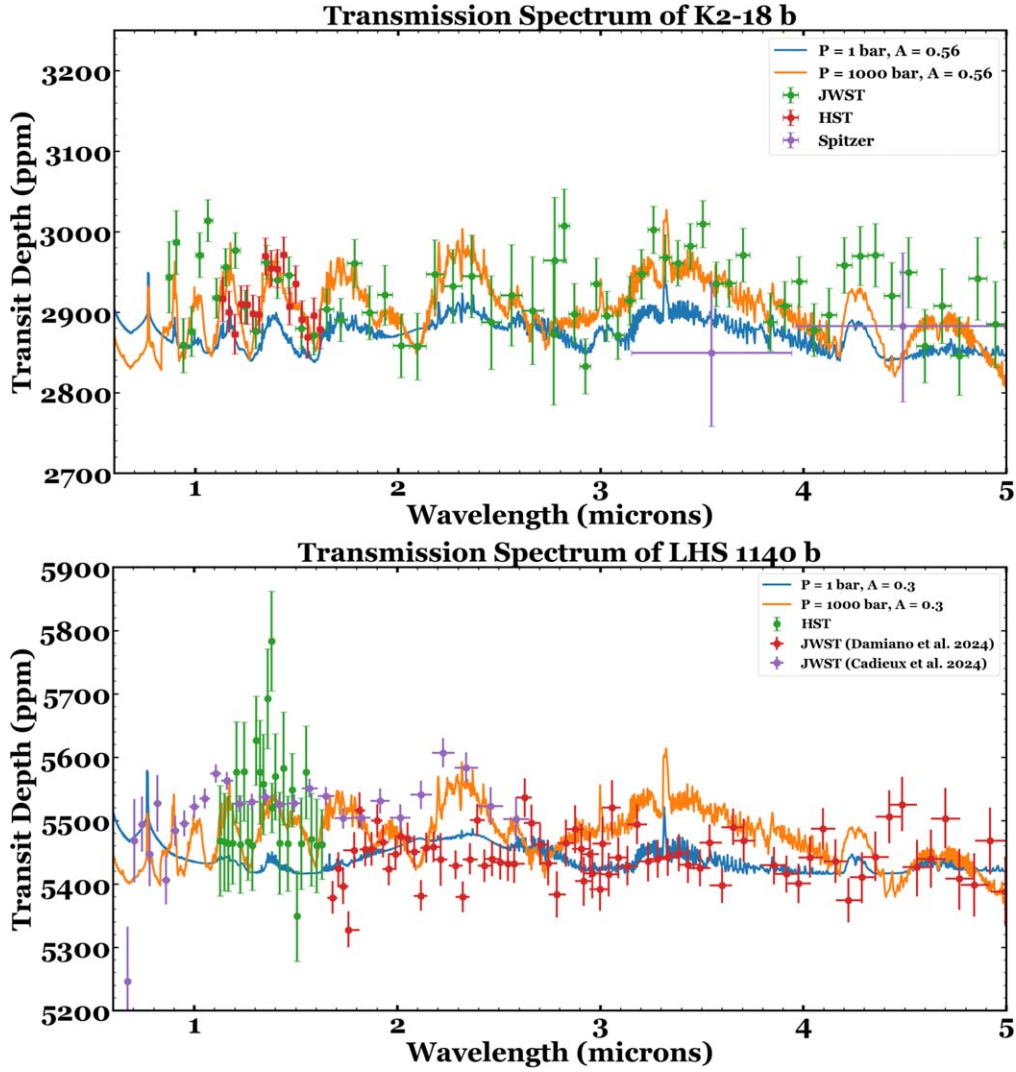 Transmission Spectrum of K2-18 b
P = 1 bar, A = 0.56
P = 1000 bar, A = 0.56
JWST
HST
Spitzer
Transit Depth (ppm)
3200
3100
3000
2900
2800
2700
1 2 3 4 5
Wavelength (microns)
Transmission Spectrum of LHS 1140 b
P = 1 bar, A = 0.3
P = 1000 bar, A = 0.3
HST
JWST (Damiano et al. 2024)
JWST (Cadieux et al. 2024)
Transit Depth (ppm)
5900
5800
5700
5600
5500
5400
5300
5200
1 2 3 4 5
Wavelength (microns)